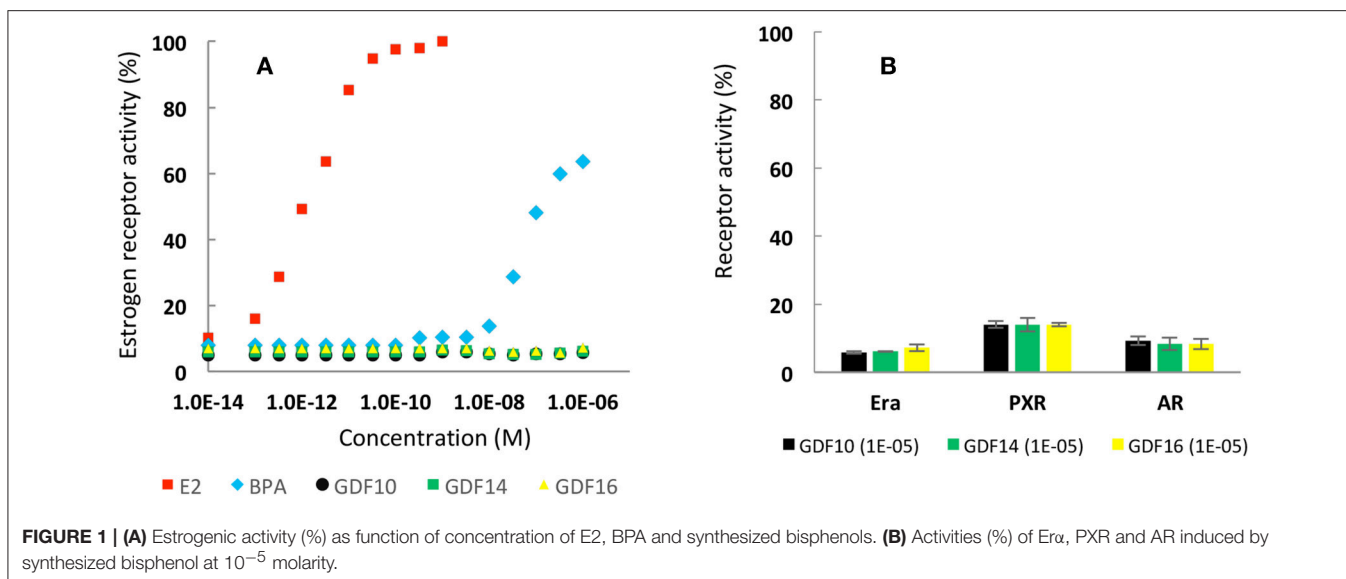 A
Estrogen receptor activity (%)
100
80
60
40
20
0
1.0E-14 1.0E-12 1.0E-10 1.0E-08 1.0E-06
Concentration (M)
E2 BPA GDF10 GDF14 GDF16
B
Receptor activity (%)
100
80
60
40
20
0
Era PXR AR
GDF10 (1E-05) GDF14 (1E-05) GDF16 (1E-05)
FIGURE 1 | (A) Estrogenic activity (%) as function of concentration of E2, BPA and synthesized bisphenols. (B) Activities (%) of Erα, PXR and AR induced by
synthesized bisphenol at 10⁻⁵ molarity.